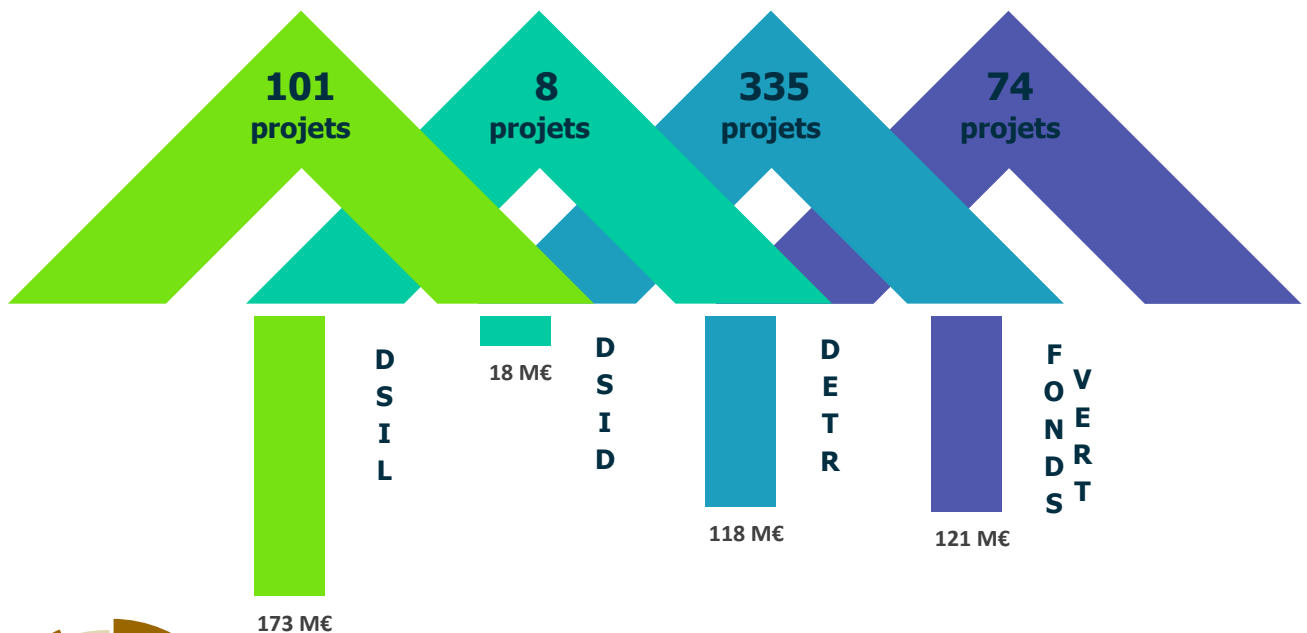 101
projets
8
projets
335
projets
74
projets
DSIL
18 M€
DSID
DETR
FONDS
VERT
118 M€
121 M€
173 M€